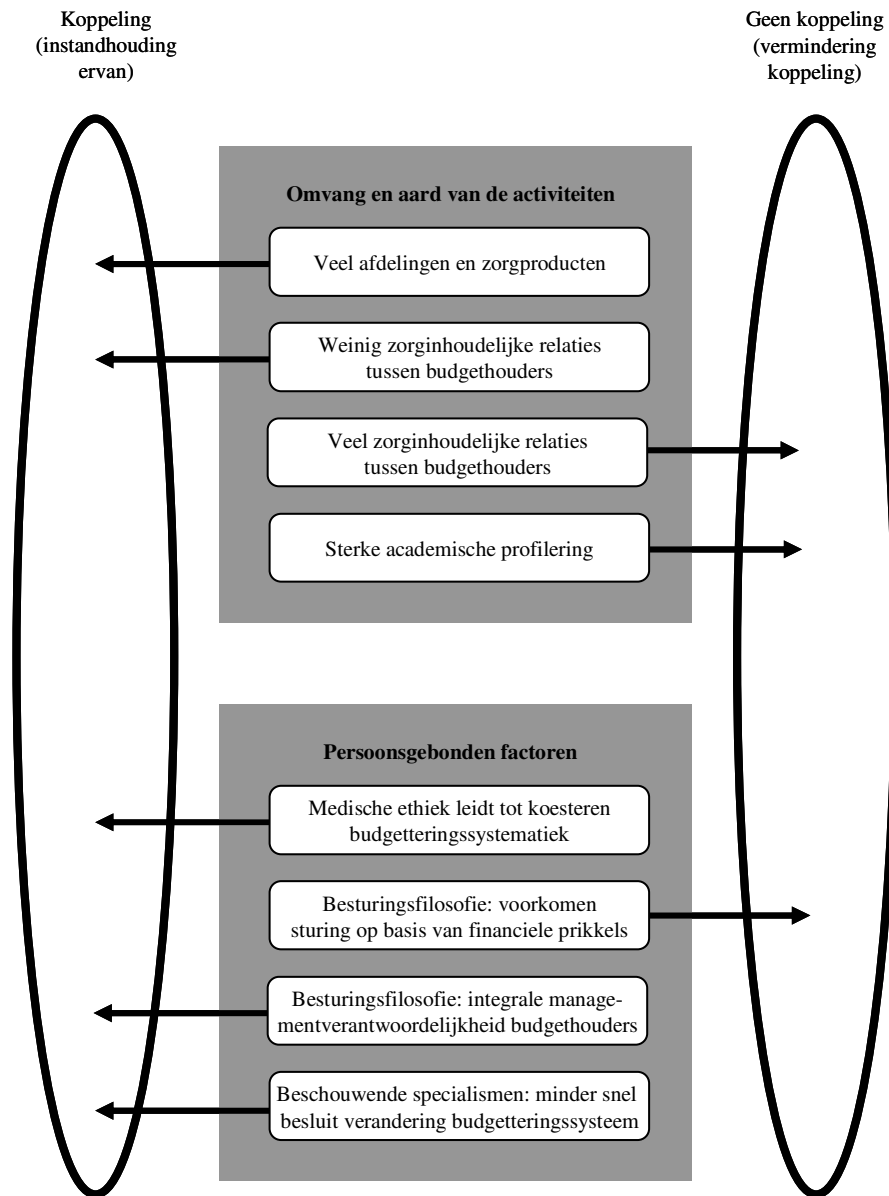 Koppeling
(instandhouding
ervan)
Geen koppeling
(vermindering
koppeling)
Omvang en aard van de activiteiten
Veel afdelingen en zorgproducten
Weinig zorginhoudelijke relaties
tussen budgethouders
Veel zorginhoudelijke relaties
tussen budgethouders
Sterke academische profilering
Persoonsgebonden factoren
Medische ethiek leidt tot koesteren
budgetteringssystematiek
Besturingsfilosofie: voorkomen
sturing op basis van financiele prikkels
Besturingsfilosofie: integrale manage-
mentverantwoordelijkheid budgethouders
Beschouwende specialismen: minder snel
besluit verandering budgetteringssysteem